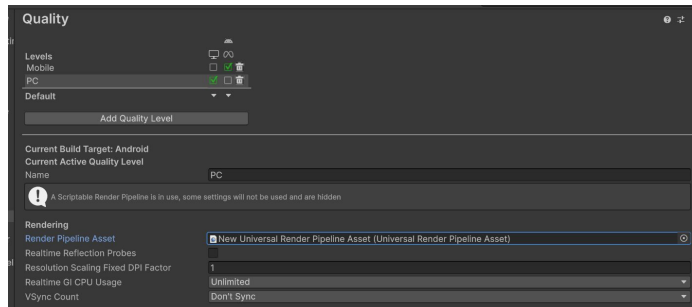 Quality
Levels
Mobile
PC
Default
Add Quality Level
Current Build Target: Android
Current Active Quality Level
Name PC
A Scriptable Render Pipeline is in use, some settings will not be used and are hidden
Rendering
Render Pipeline Asset New Universal Render Pipeline Asset (Universal Render Pipeline Asset)
Realtime Reflection Probes
Resolution Scaling Fixed DPI Factor 1
Realtime GI CPU Usage Unlimited
VSync Count Don't Sync